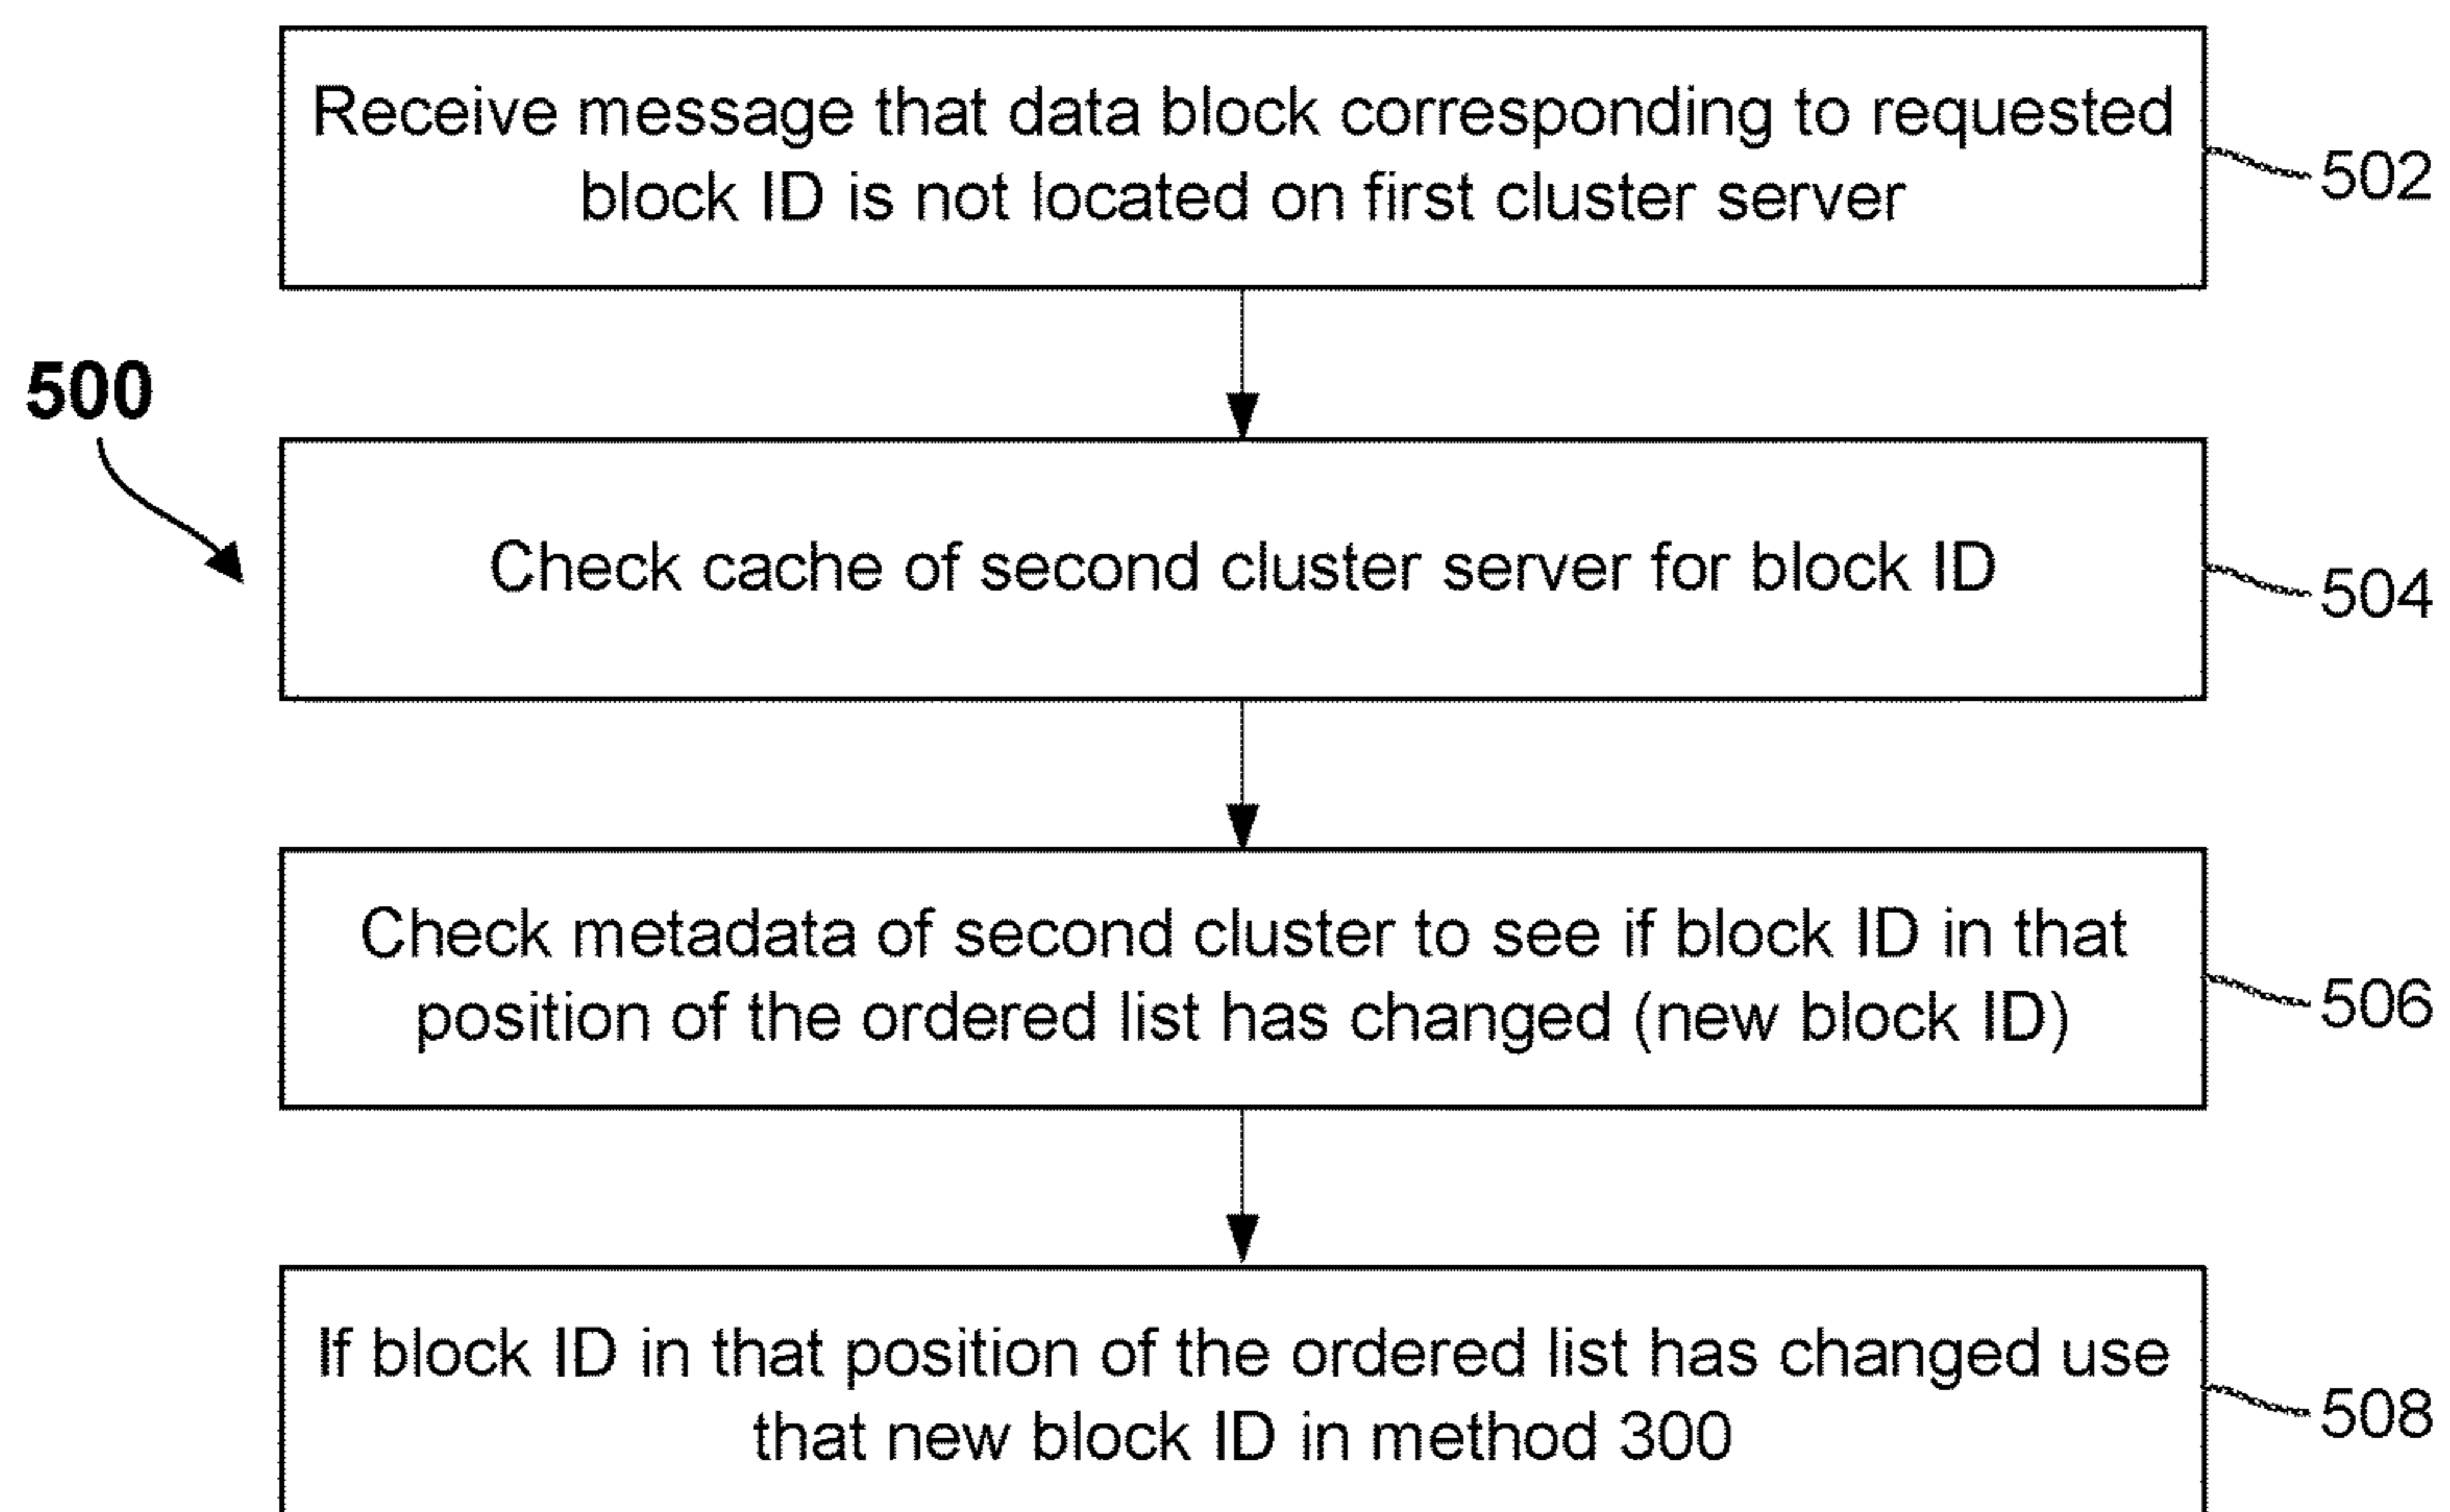 Receive message that data block corresponding to requested
block ID is not located on first cluster server
502
500
Check cache of second cluster server for block ID
504
Check metadata of second cluster to see if block ID in that
position of the ordered list has changed (new block ID)
506
If block ID in that position of the ordered list has changed use
that new block ID in method 300
508